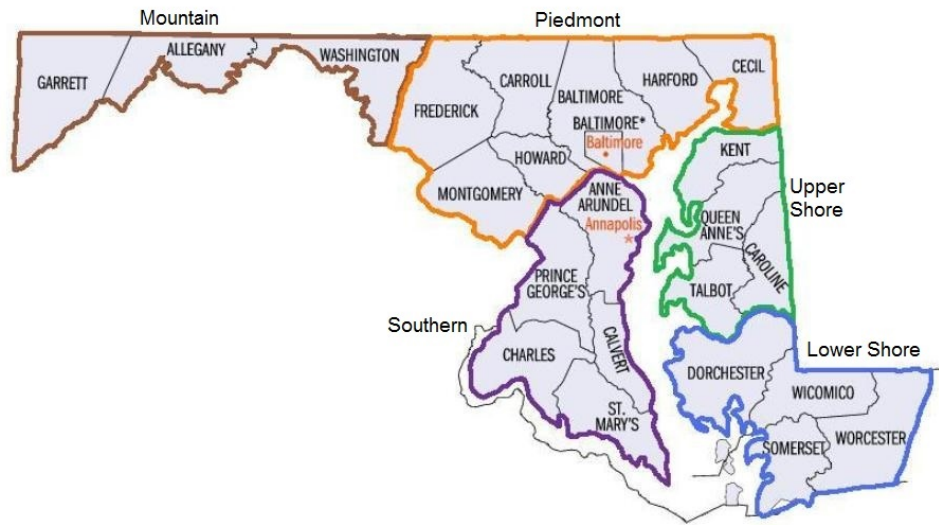 Mountain
Piedmont
GARRETT
ALLEGANY
WASHINGTON
FREDERICK
CARROLL
BALTIMORE
BALTIMORE*
Baltimore
HARFORD
CECIL
HOWARD
MONTGOMERY
KENT
Upper
Shore
ANNE
ARUNDEL
Annapolis
QUEEN
ANNE'S
CAROLINE
TALBOT
PRINCE
GEORGE'S
Southern
CHARLES
CALVERT
ST.
MARY'S
Lower Shore
DORCHESTER
WICOMICO
SOMERSET
WORCESTER